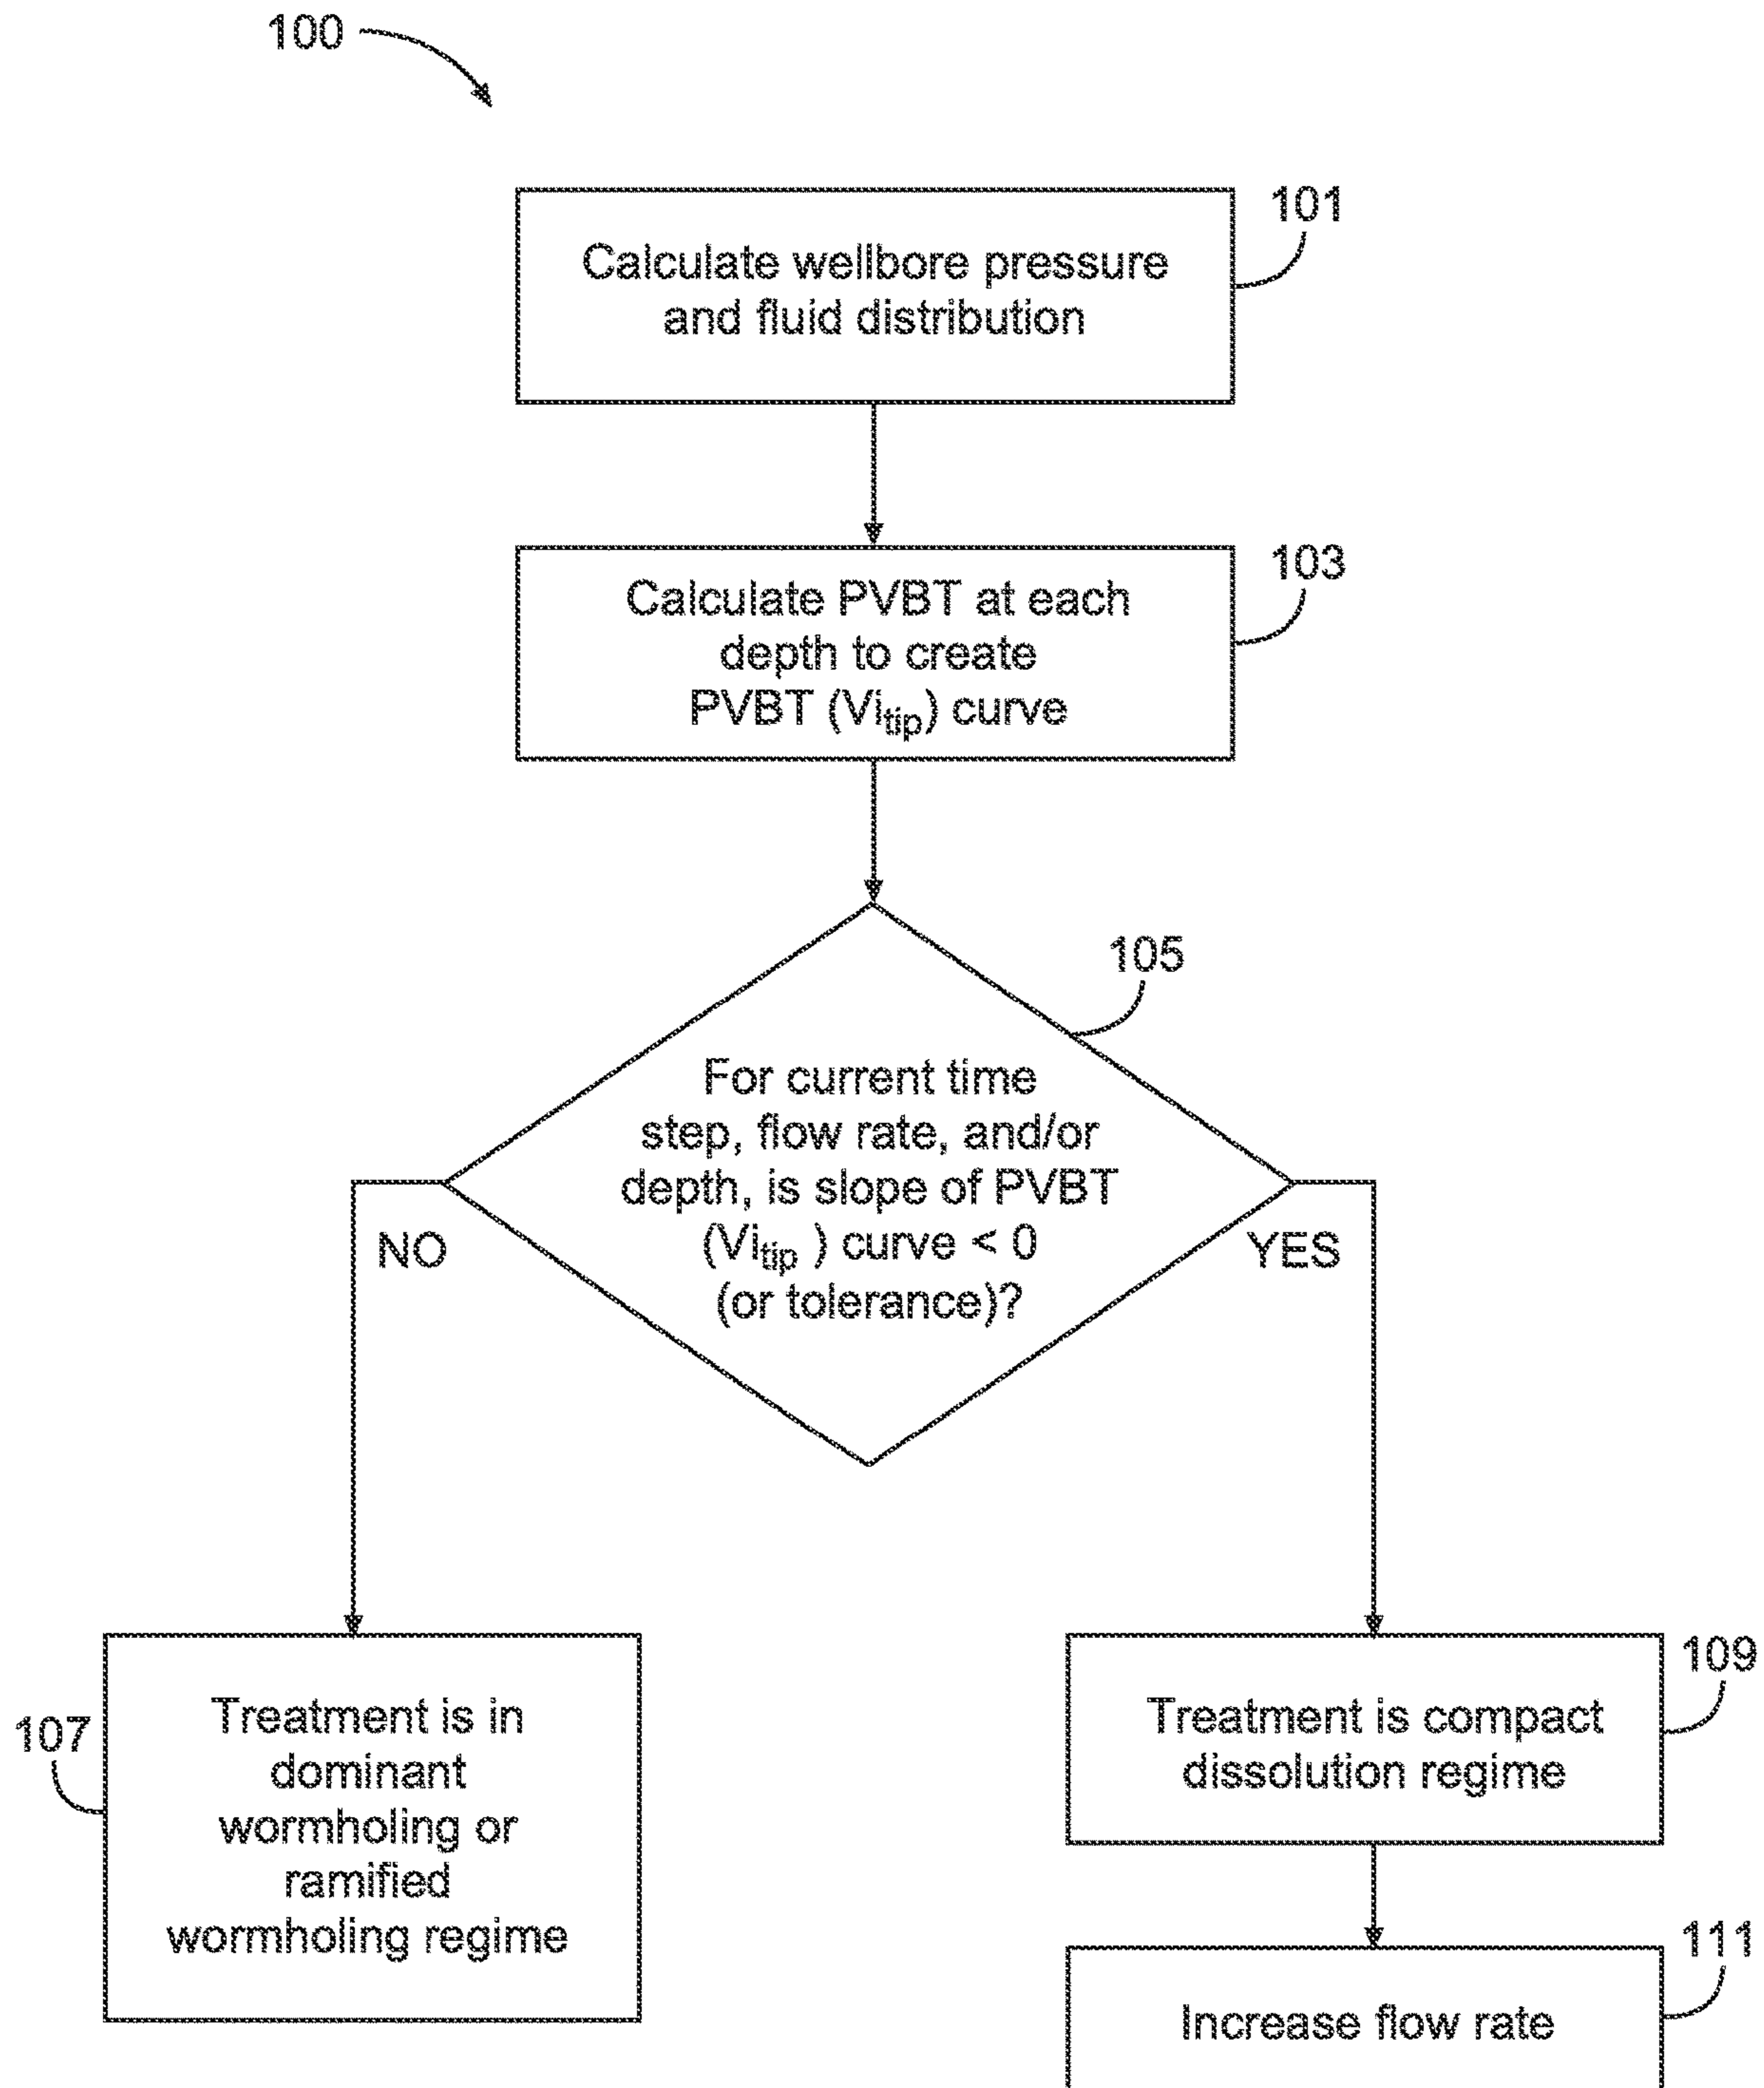 100
101
Calculate wellbore pressure
and fluid distribution
103
Calculate PVBT at each
depth to create
PVBT (Vitip) curve
105
For current time
step, flow rate, and/or
depth, is slope of PVBT
(Vitip ) curve < 0
(or tolerance)?
NO
YES
107
Treatment is in
dominant
wormholing or
ramified
wormholing regime
109
Treatment is compact
dissolution regime
111
Increase flow rate